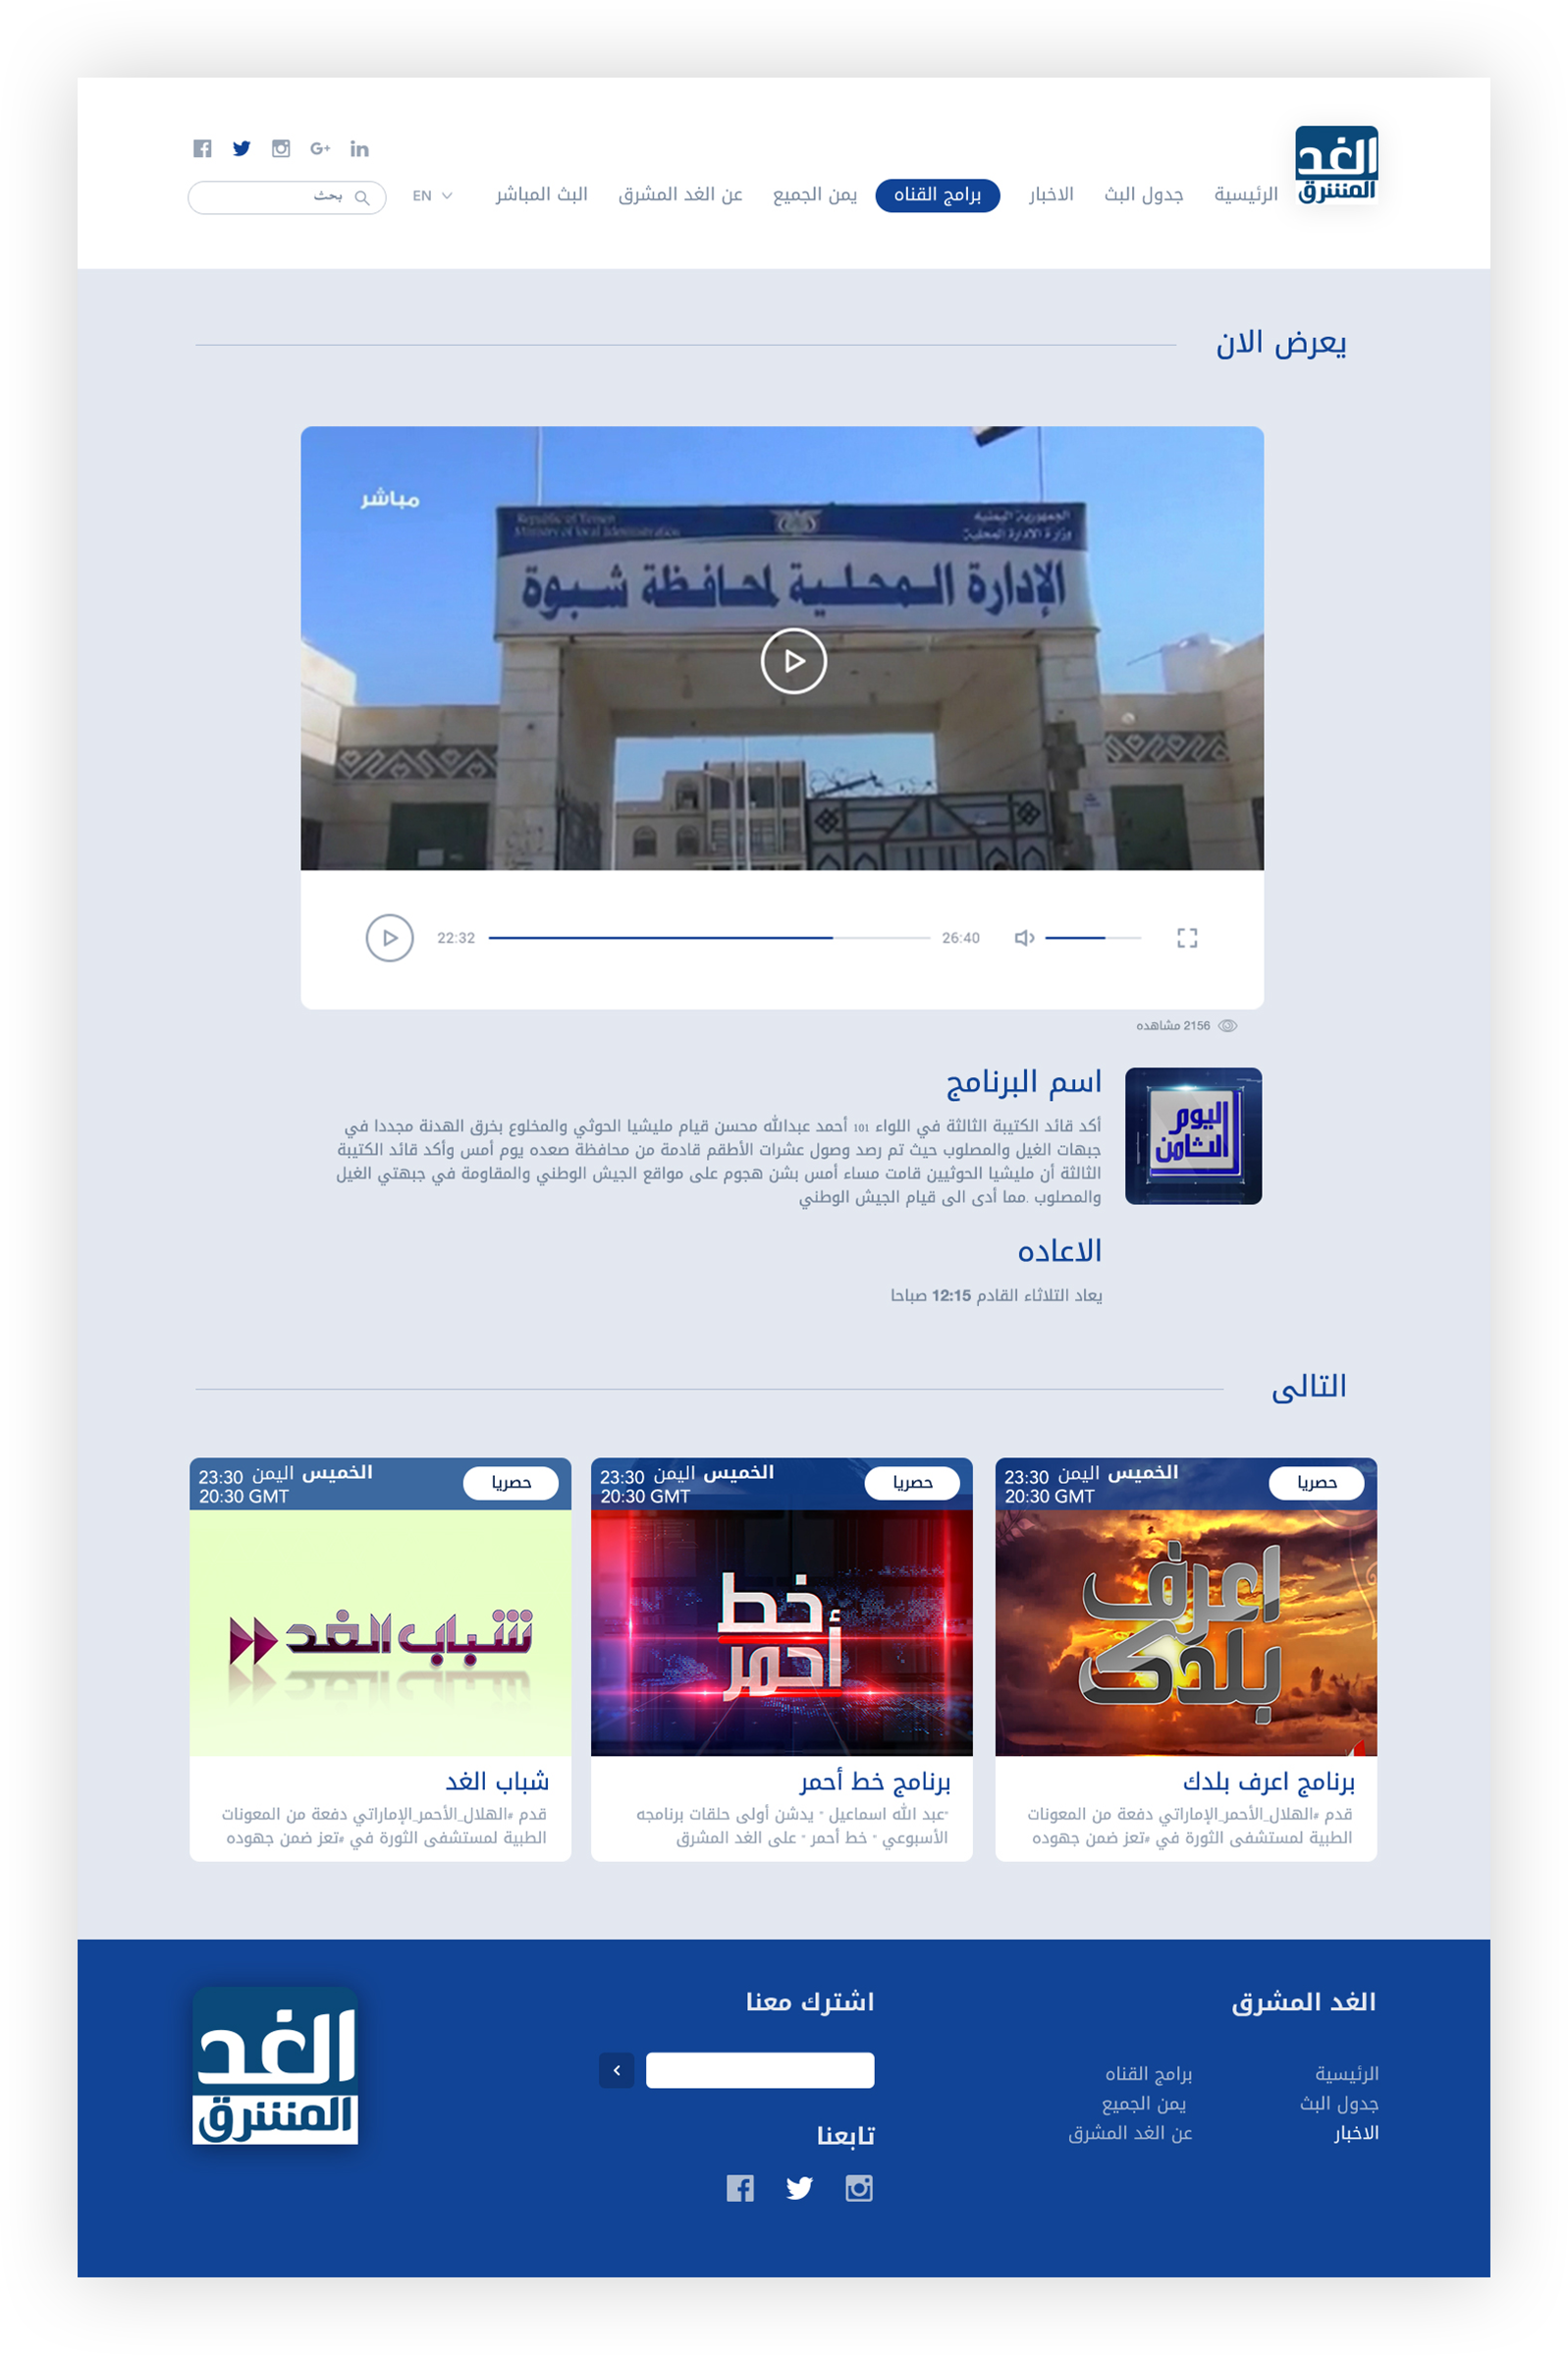 الغد
المشرق
الرئيسية
جدول البث
الاخبار
برامج القناه
يمن الجميع
عن الغد المشرق
البث المباشر
EN
بحث
يعرض الان
مباشر
الجمهورية اليمنية
وزارة الإدارة المحلية
Republic of Yemen
Ministry of local Administration
الإدارة المحلية لمحافظة شبوة
22:32
26:40
2156 مشاهده
اليوم
الثامن
اسم البرنامج
أكد قائد الكتيبة الثالثة في اللواء 101 أحمد عبدالله محسن قيام مليشيا الحوثي والمخلوع بخرق الهدنة مجددا في
جبهات الغيل والمصلوب حيث تم رصد وصول عشرات الأطقم قادمة من محافظة صعده يوم أمس وأكد قائد الكتيبة
الثالثة أن مليشيا الحوثيين قامت مساء أمس بشن هجوم على مواقع الجيش الوطني والمقاومة في جبهتي الغيل
والمصلوب .مما أدى الى قيام الجيش الوطني
الاعاده
يعاد الثلاثاء القادم 12:15 صباحا
التالى
حصريا
الخميس اليمن 23:30
20:30 GMT
اعرف
بلدك
برنامج اعرف بلدك
قدم #الهلال_الأحمر_الإماراتي دفعة من المعونات
الطبية لمستشفى الثورة في #تعز ضمن جهوده
حصريا
الخميس اليمن 23:30
20:30 GMT
خط
أحمر
برنامج خط أحمر
"عبد الله اسماعيل " يدشن أولى حلقات برنامجه
الأسبوعي " خط أحمر " على الغد المشرق
حصريا
الخميس اليمن 23:30
20:30 GMT
شباب الغد
شباب الغد
قدم #الهلال_الأحمر_الإماراتي دفعة من المعونات
الطبية لمستشفى الثورة في #تعز ضمن جهوده
الغد المشرق
الرئيسية
جدول البث
الاخبار
برامج القناه
يمن الجميع
عن الغد المشرق
اشترك معنا
تابعنا
الغد
المشرق